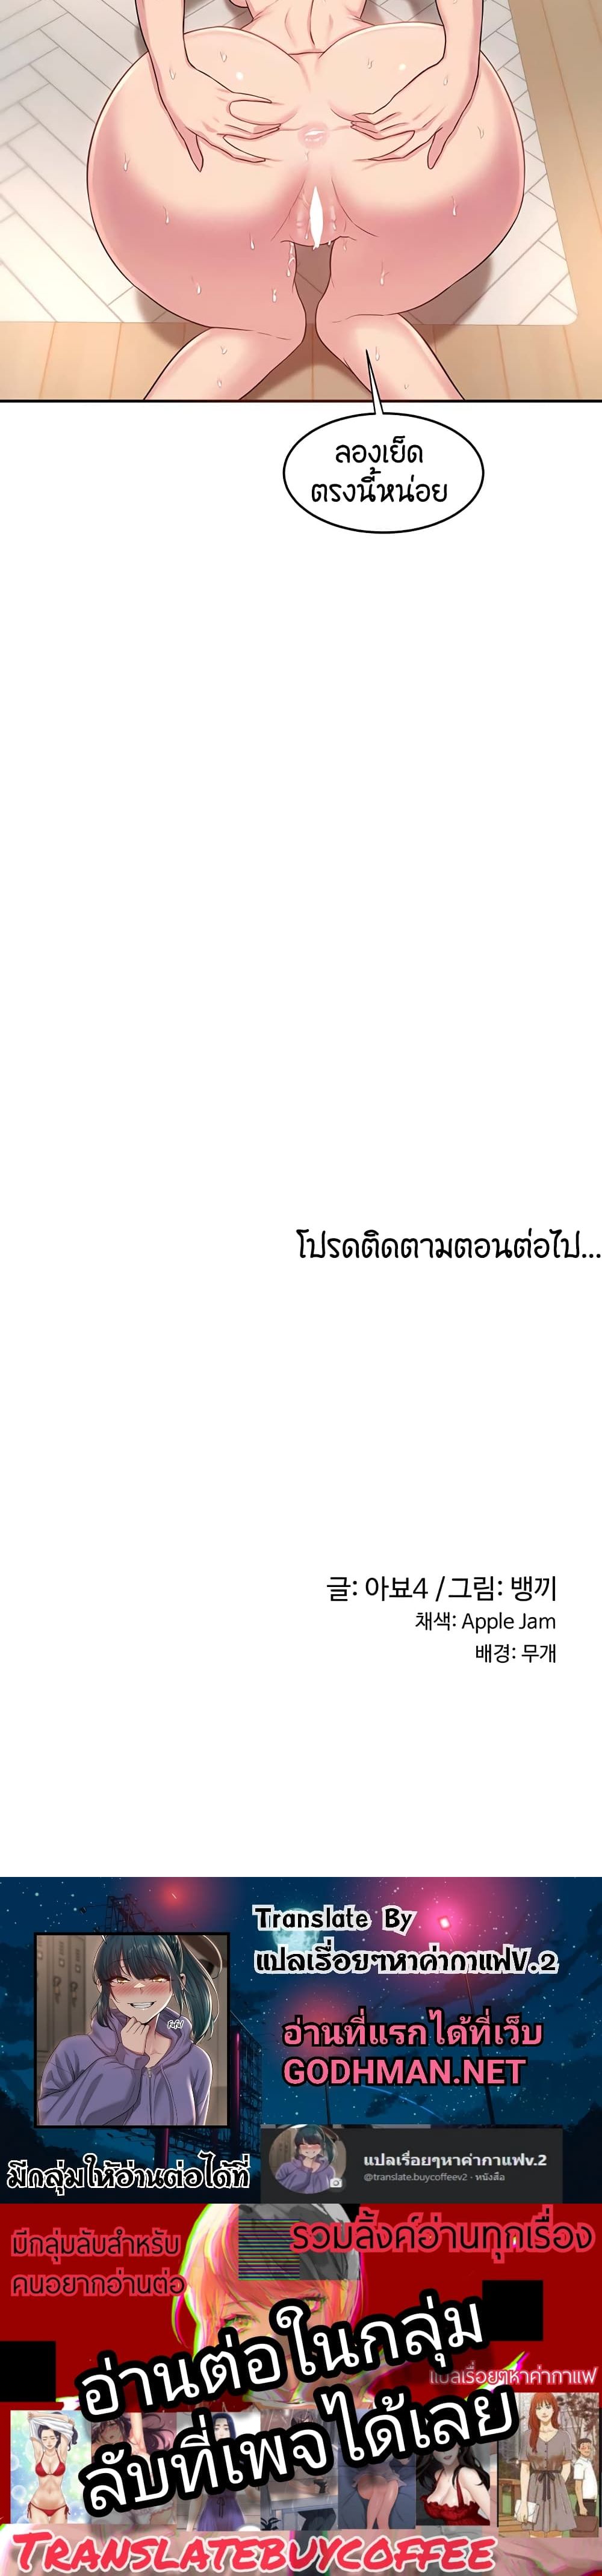 ลองเย็ด
ตรงนี้หน่อย
โปรดติดตามตอนต่อไป...
글: 아뵤4 /그림: 뱅끼
채색: Apple Jam
배경: 무개
Translate By
แปลเรื่อยๆหาค่ากาแฟV.2
อ่านที่แรกได้ที่เว็บ
GODHMAN.NET
มีกลุ่มให้อ่านต่อได้ที่
แปลเรื่อยๆหาค่ากาแฟv.2
@translate.buycoffeev2 · หนังสือ
มีกลุ่มลับสำหรับ
คนอยากอ่านต่อ
รวมลิ้งค์อ่านทุกเรื่อง
อ่านต่อในกลุ่ม
แปลเรื่อยๆหาค่ากาแฟ
ลับที่เพจได้เลย
TRANSLATEBUYCOFFEE